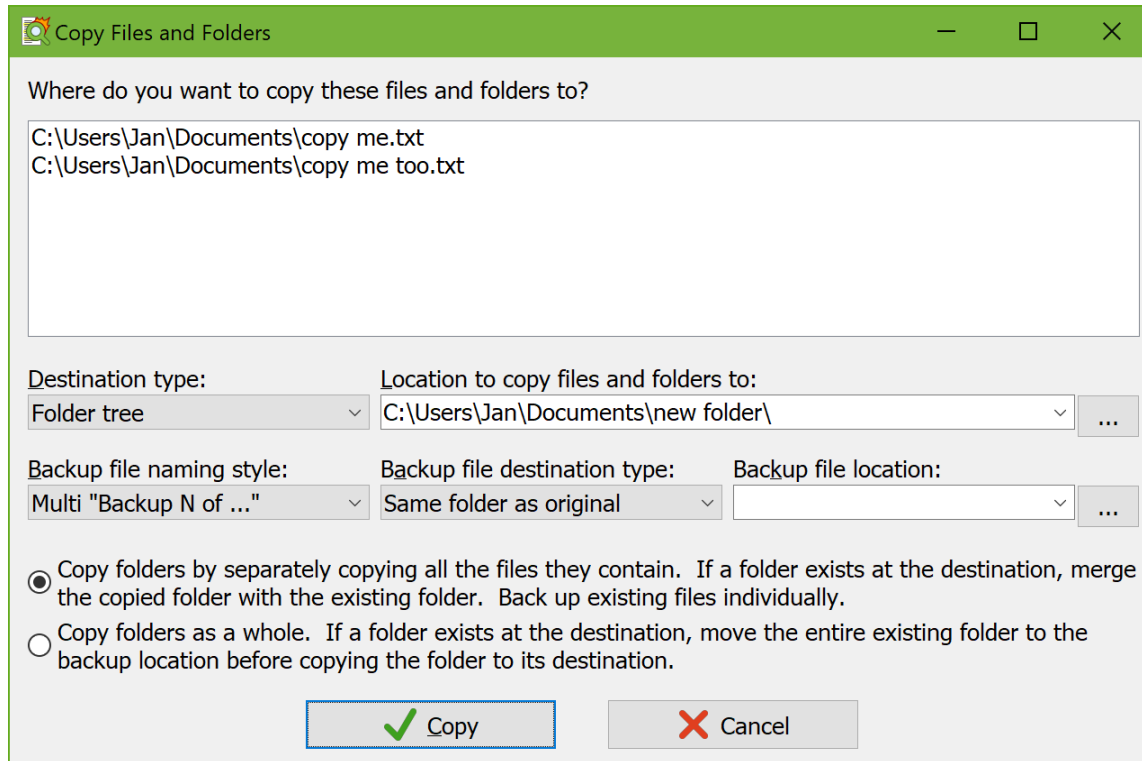 Copy Files and Folders
Where do you want to copy these files and folders to?
C:\Users\Jan\Documents\copy me.txt
C:\Users\Jan\Documents\copy me too.txt
Destination type:
Location to copy files and folders to:
Folder tree
C:\Users\Jan\Documents\new folder\
...
Backup file naming style:
Backup file destination type:
Backup file location:
Multi "Backup N of ..."
Same folder as original
...
Copy folders by separately copying all the files they contain.  If a folder exists at the destination, merge
the copied folder with the existing folder.  Back up existing files individually.
Copy folders as a whole.  If a folder exists at the destination, move the entire existing folder to the
backup location before copying the folder to its destination.
Copy
Cancel